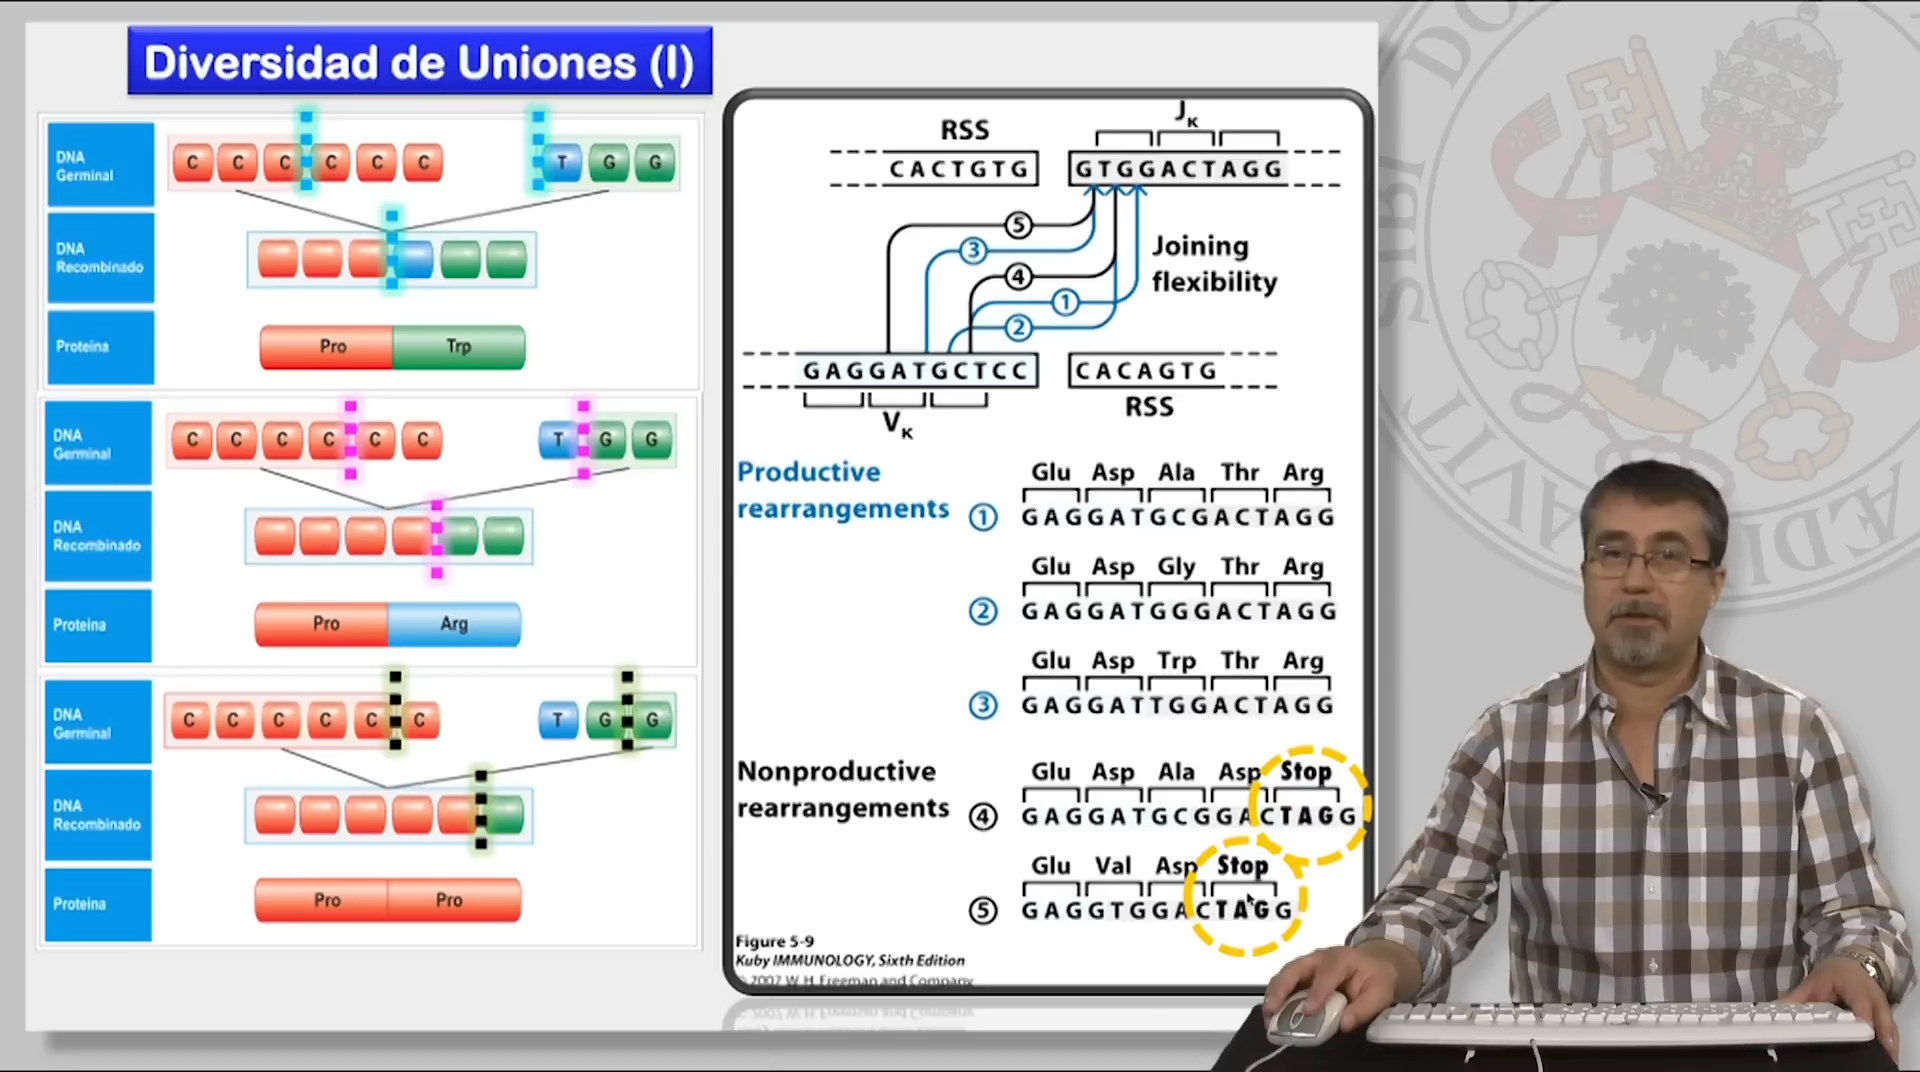 Diversidad de Uniones (I)
DNA
Germinal
C C C C C C T G G
DNA
Recombinado
Proteína
Pro Trp
DNA
Germinal
C C C C C C T G G
DNA
Recombinado
Proteína
Pro Arg
DNA
Germinal
C C C C C C T G G
DNA
Recombinado
Proteína
Pro Pro
Jκ
RSS
CACTGTG GTGGACTAGG
5
3
Joining
flexibility
4
1
2
GAGGATGCTCC CACAGTG
Vκ
RSS
Productive
rearrangements
Glu Asp Ala Thr Arg
1 GAGGATGCGACTAGG
Glu Asp Gly Thr Arg
2 GAGGATGGGACTAGG
Glu Asp Trp Thr Arg
3 GAGGATTGGACTAGG
Nonproductive
rearrangements
Glu Asp Ala Asp Stop
4 GAGGATGCGGACTAGG
Glu Val Asp Stop
5 GAGGTGGACTAGG
Figure 5-9
Kuby IMMUNOLOGY, Sixth Edition
© 2007 W. H. Freeman and Company